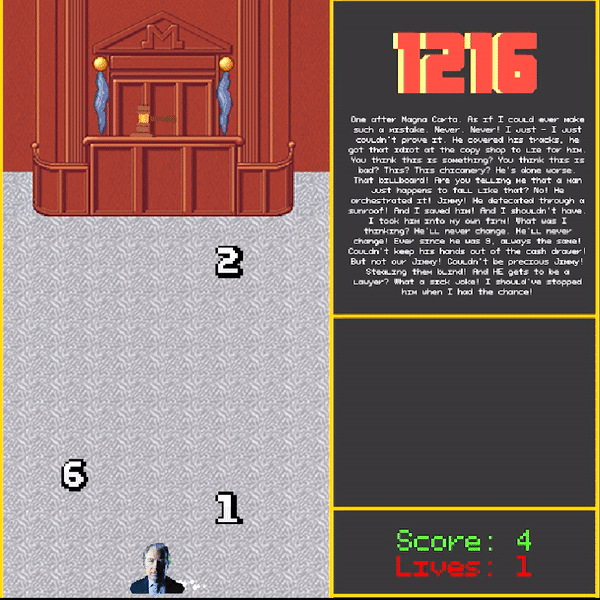 M
1216
One after Magna Carta. As if I could ever make
such a mistake. Never. Never! I just - I just
couldn't prove it. He covered his tracks, he
got that idiot at the copy shop to lie for him.
You think this is something? You think this is
bad? This? This chicanery? He's done worse.
That billboard! Are you telling me that a man
just happens to fall like that? No! He
orchestrated it! Jimmy! He defecated through a
sunroof! And I saved him! And I shouldn't have.
I took him into my own firm! What was I
thinking? He'll never change. He'll never
change! Ever since he was 9, always the same!
Couldn't keep his hands out of the cash drawer!
But not our Jimmy! Couldn't be precious Jimmy!
Stealing them blind! And HE gets to be a
lawyer? What a sick joke! I should've stopped
him when I had the chance!
2
6
1
Score: 4
Lives: 1